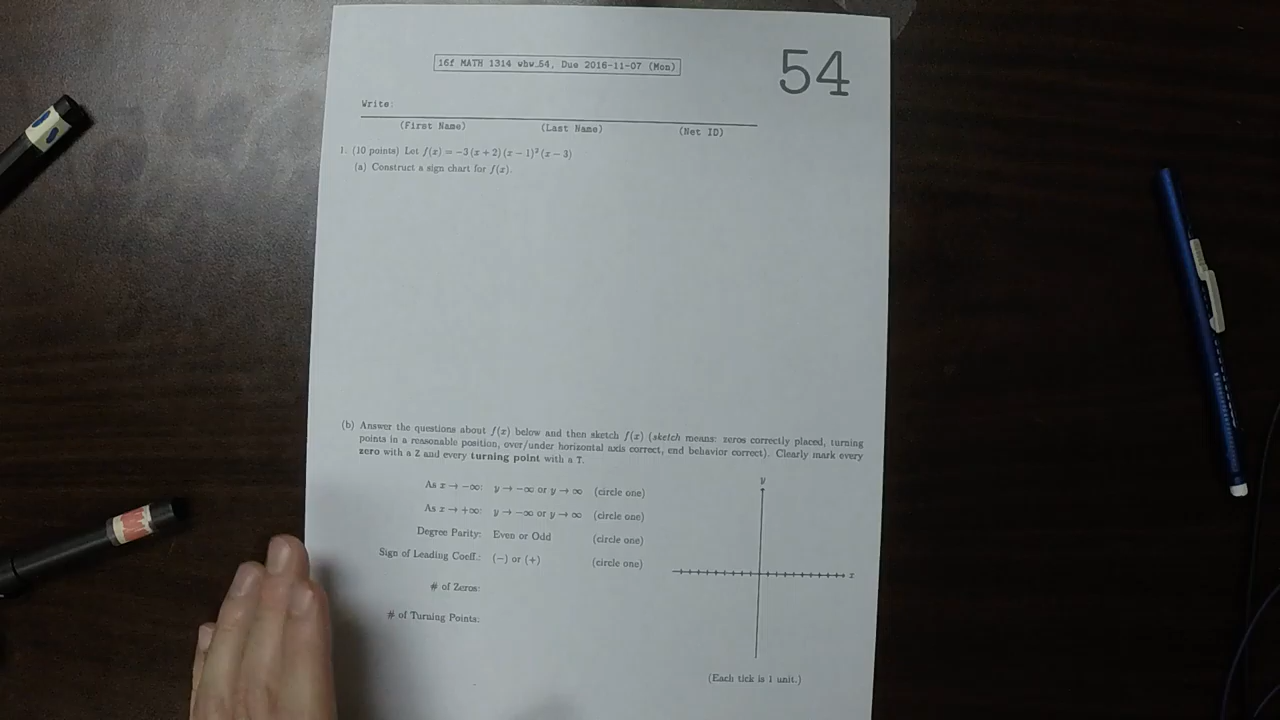 16f MATH 1314 wbw_54, Due 2016-11-07 (Mon)
54
Write:
(First Name) (Last Name) (Net ID)
1. (10 points) Let f(x) = −3(x + 2)(x − 1)²(x − 3)
(a) Construct a sign chart for f(x).
(b) Answer the questions about f(x) below and then sketch f(x) (sketch means: zeros correctly placed, turning
points in a reasonable position, over/under horizontal axis correct, end behavior correct). Clearly mark every
zero with a Z and every turning point with a T.
As x → −∞: y → −∞ or y → ∞ (circle one)
As x → +∞: y → −∞ or y → ∞ (circle one)
Degree Parity: Even or Odd (circle one)
Sign of Leading Coeff.: (−) or (+) (circle one)
# of Zeros:
# of Turning Points:
y
x
(Each tick is 1 unit.)